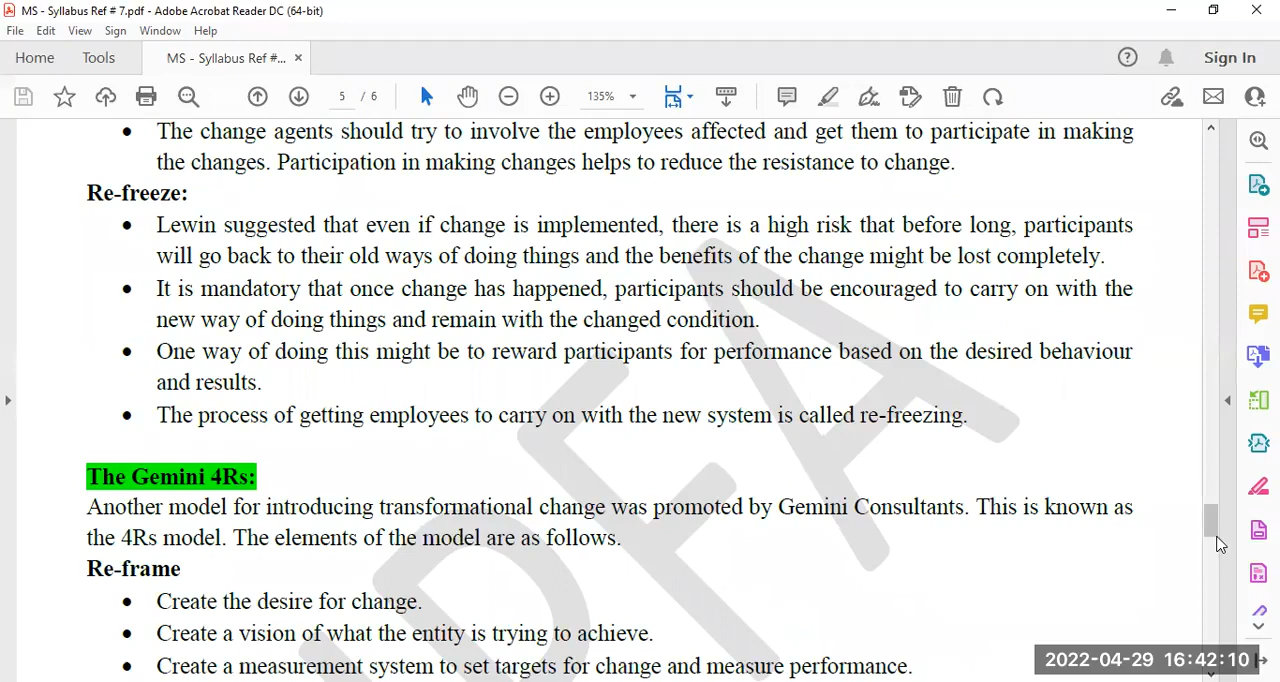 MS - Syllabus Ref # 7.pdf - Adobe Acrobat Reader DC (64-bit)
File Edit View Sign Window Help
Home Tools MS - Syllabus Ref #... × Sign In
5 / 6 135%
• The change agents should try to involve the employees affected and get them to participate in making
the changes. Participation in making changes helps to reduce the resistance to change.
Re-freeze:
• Lewin suggested that even if change is implemented, there is a high risk that before long, participants
will go back to their old ways of doing things and the benefits of the change might be lost completely.
• It is mandatory that once change has happened, participants should be encouraged to carry on with the
new way of doing things and remain with the changed condition.
• One way of doing this might be to reward participants for performance based on the desired behaviour
and results.
• The process of getting employees to carry on with the new system is called re-freezing.
The Gemini 4Rs:
Another model for introducing transformational change was promoted by Gemini Consultants. This is known as
the 4Rs model. The elements of the model are as follows.
Re-frame
• Create the desire for change.
• Create a vision of what the entity is trying to achieve.
• Create a measurement system to set targets for change and measure performance.
2022-04-29 16:42:10